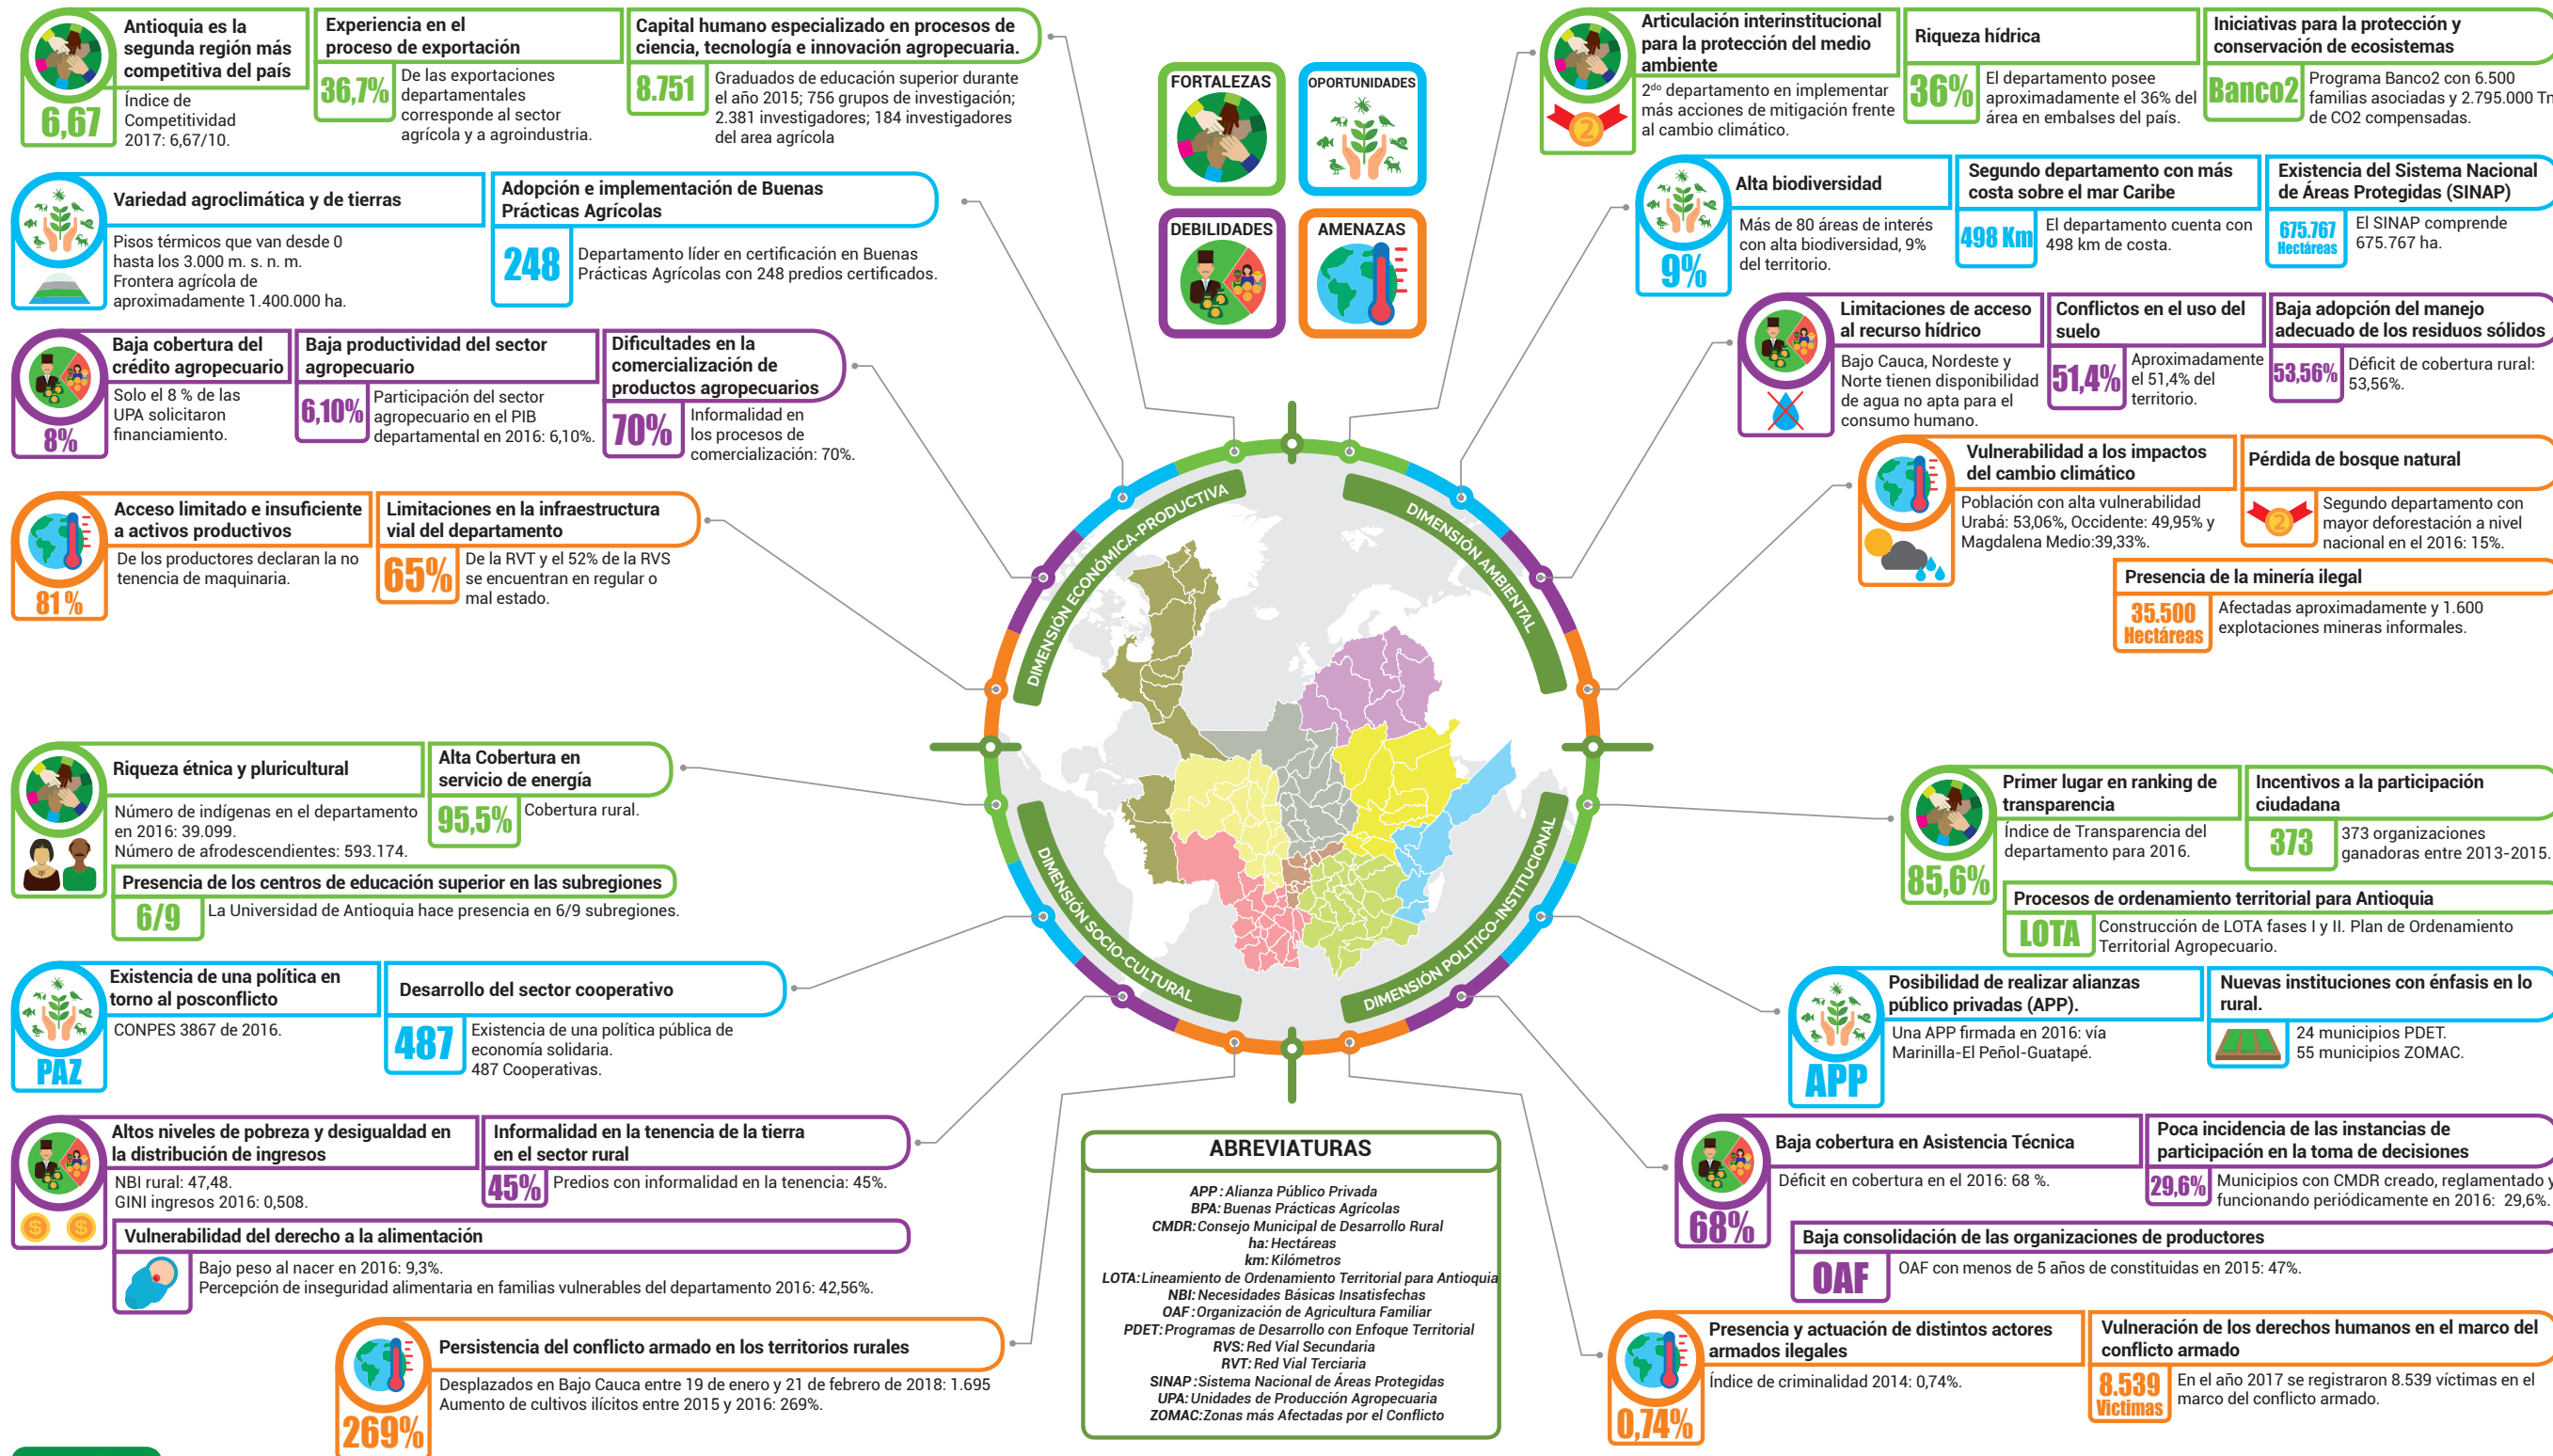 Antioquia es la
segunda región más
competitiva del país
6,67
Índice de
Competitividad
2017: 6,67/10.
Experiencia en el
proceso de exportación
36,7%
De las exportaciones
departamentales
corresponde al sector
agrícola y a agroindustria.
Capital humano especializado en procesos de
ciencia, tecnología e innovación agropecuaria.
8.751
Graduados de educación superior durante
el año 2015; 756 grupos de investigación;
2.381 investigadores; 184 investigadores
del area agrícola
Variedad agroclimática y de tierras
Pisos térmicos que van desde 0
hasta los 3.000 m. s. n. m.
Frontera agrícola de
aproximadamente 1.400.000 ha.
Adopción e implementación de Buenas
Prácticas Agrícolas
248
Departamento líder en certificación en Buenas
Prácticas Agrícolas con 248 predios certificados.
Baja cobertura del
crédito agropecuario
8%
Solo el 8 % de las
UPA solicitaron
financiamiento.
Baja productividad del sector
agropecuario
6,10%
Participación del sector
agropecuario en el PIB
departamental en 2016: 6,10%.
Dificultades en la
comercialización de
productos agropecuarios
70%
Informalidad en
los procesos de
comercialización: 70%.
Acceso limitado e insuficiente
a activos productivos
81 %
De los productores declaran la no
tenencia de maquinaria.
Limitaciones en la infraestructura
vial del departamento
65%
De la RVT y el 52% de la RVS
se encuentran en regular o
mal estado.
FORTALEZAS
OPORTUNIDADES
DEBILIDADES
AMENAZAS
Articulación interinstitucional
para la protección del medio
ambiente
2
2do departamento en implementar
más acciones de mitigación frente
al cambio climático.
Riqueza hídrica
36%
El departamento posee
aproximadamente el 36% del
área en embalses del país.
Iniciativas para la protección y
conservación de ecosistemas
Banco2
Programa Banco2 con 6.500
familias asociadas y 2.795.000 Tn
de CO2 compensadas.
Alta biodiversidad
9%
Más de 80 áreas de interés
con alta biodiversidad, 9%
del territorio.
Segundo departamento con más
costa sobre el mar Caribe
498 Km
El departamento cuenta con
498 km de costa.
Existencia del Sistema Nacional
de Áreas Protegidas (SINAP)
675.767
Hectáreas
El SINAP comprende
675.767 ha.
Limitaciones de acceso
al recurso hídrico
Bajo Cauca, Nordeste y
Norte tienen disponibilidad
de agua no apta para el
consumo humano.
Conflictos en el uso del
suelo
51,4%
Aproximadamente
el 51,4% del
territorio.
Baja adopción del manejo
adecuado de los residuos sólidos
53,56%
Déficit de cobertura rural:
53,56%.
Vulnerabilidad a los impactos
del cambio climático
Población con alta vulnerabilidad
Urabá: 53,06%, Occidente: 49,95% y
Magdalena Medio:39,33%.
Pérdida de bosque natural
2
Segundo departamento con
mayor deforestación a nivel
nacional en el 2016: 15%.
Presencia de la minería ilegal
35.500
Hectáreas
Afectadas aproximadamente y 1.600
explotaciones mineras informales.
DIMENSIÓN ECONÓMICA-PRODUCTIVA
DIMENSIÓN AMBIENTAL
DIMENSIÓN SOCIO-CULTURAL
DIMENSIÓN POLITICO-INSTITUCIONAL
Riqueza étnica y pluricultural
Número de indígenas en el departamento
en 2016: 39.099.
Número de afrodescendientes: 593.174.
Alta Cobertura en
servicio de energía
95,5%
Cobertura rural.
Presencia de los centros de educación superior en las subregiones
6/9
La Universidad de Antioquia hace presencia en 6/9 subregiones.
Existencia de una política en
torno al posconflicto
PAZ
CONPES 3867 de 2016.
Desarrollo del sector cooperativo
487
Existencia de una política pública de
economía solidaria.
487 Cooperativas.
Altos niveles de pobreza y desigualdad en
la distribución de ingresos
NBI rural: 47,48.
GINI ingresos 2016: 0,508.
Informalidad en la tenencia de la tierra
en el sector rural
45%
Predios con informalidad en la tenencia: 45%.
Vulnerabilidad del derecho a la alimentación
Bajo peso al nacer en 2016: 9,3%.
Percepción de inseguridad alimentaria en familias vulnerables del departamento 2016: 42,56%.
Persistencia del conflicto armado en los territorios rurales
269%
Desplazados en Bajo Cauca entre 19 de enero y 21 de febrero de 2018: 1.695
Aumento de cultivos ilícitos entre 2015 y 2016: 269%.
ABREVIATURAS
APP : Alianza Público Privada
BPA: Buenas Prácticas Agrícolas
CMDR: Consejo Municipal de Desarrollo Rural
ha: Hectáreas
km: Kilómetros
LOTA: Lineamiento de Ordenamiento Territorial para Antioquia
NBI: Necesidades Básicas Insatisfechas
OAF : Organización de Agricultura Familiar
PDET: Programas de Desarrollo con Enfoque Territorial
RVS: Red Vial Secundaria
RVT: Red Vial Terciaria
SINAP : Sistema Nacional de Áreas Protegidas
UPA: Unidades de Producción Agropecuaria
ZOMAC: Zonas más Afectadas por el Conflicto
Primer lugar en ranking de
transparencia
85,6%
Índice de Transparencia del
departamento para 2016.
Incentivos a la participación
ciudadana
373
373 organizaciones
ganadoras entre 2013-2015.
Procesos de ordenamiento territorial para Antioquia
LOTA
Construcción de LOTA fases I y II. Plan de Ordenamiento
Territorial Agropecuario.
Posibilidad de realizar alianzas
público privadas (APP).
APP
Una APP firmada en 2016: vía
Marinilla-El Peñol-Guatapé.
Nuevas instituciones con énfasis en lo
rural.
24 municipios PDET.
55 municipios ZOMAC.
Baja cobertura en Asistencia Técnica
68%
Déficit en cobertura en el 2016: 68 %.
Poca incidencia de las instancias de
participación en la toma de decisiones
29,6%
Municipios con CMDR creado, reglamentado y
funcionando periódicamente en 2016: 29,6%.
Baja consolidación de las organizaciones de productores
OAF
OAF con menos de 5 años de constituidas en 2015: 47%.
Presencia y actuación de distintos actores
armados ilegales
0,74%
Índice de criminalidad 2014: 0,74%.
Vulneración de los derechos humanos en el marco del
conflicto armado
8.539
Victimas
En el año 2017 se registraron 8.539 víctimas en el
marco del conflicto armado.